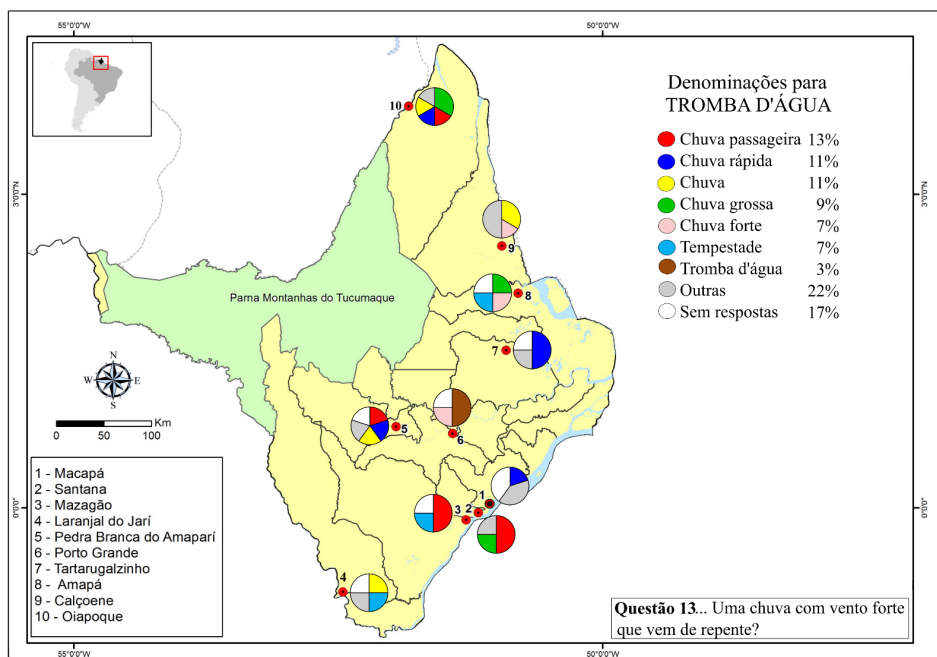 55°0'0"W
50°0'0"W
Denominações para
TROMBA D'ÁGUA
Chuva passageira 13%
Chuva rápida 11%
Chuva 11%
Chuva grossa 9%
Chuva forte 7%
Tempestade 7%
Tromba d'água 3%
Outras 22%
Sem respostas 17%
10
3°0'0"N
3°0'0"N
9
8
Parna Montanhas do Tucumaque
7
N
W E
S
0 50 100 Km
5
6
1 - Macapá
2 - Santana
3 - Mazagão
4 - Laranjal do Jarí
5 - Pedra Branca do Amaparí
6 - Porto Grande
7 - Tartarugalzinho
8 - Amapá
9 - Calçoene
10 - Oiapoque
1
2
3
0°0'0"
0°0'0"
4
Questão 13... Uma chuva com vento forte
que vem de repente?
55°0'0"W
50°0'0"W